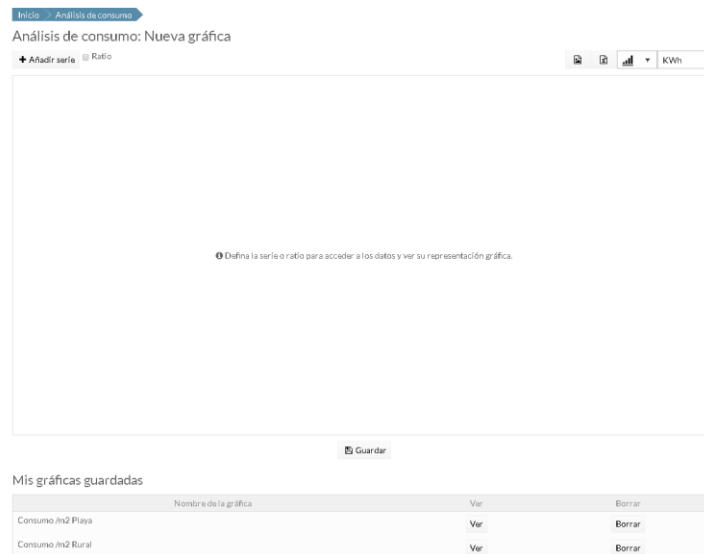 Inicio Análisis de consumo
Análisis de consumo: Nueva gráfica
Añadir serie Ratio KWh
Defina la serie o ratio para acceder a los datos y ver su representación gráfica.
Guardar
Mis gráficas guardadas
Nombre de la gráfica Ver Borrar
Consumo /m2 Playa Ver Borrar
Consumo /m2 Rural Ver Borrar